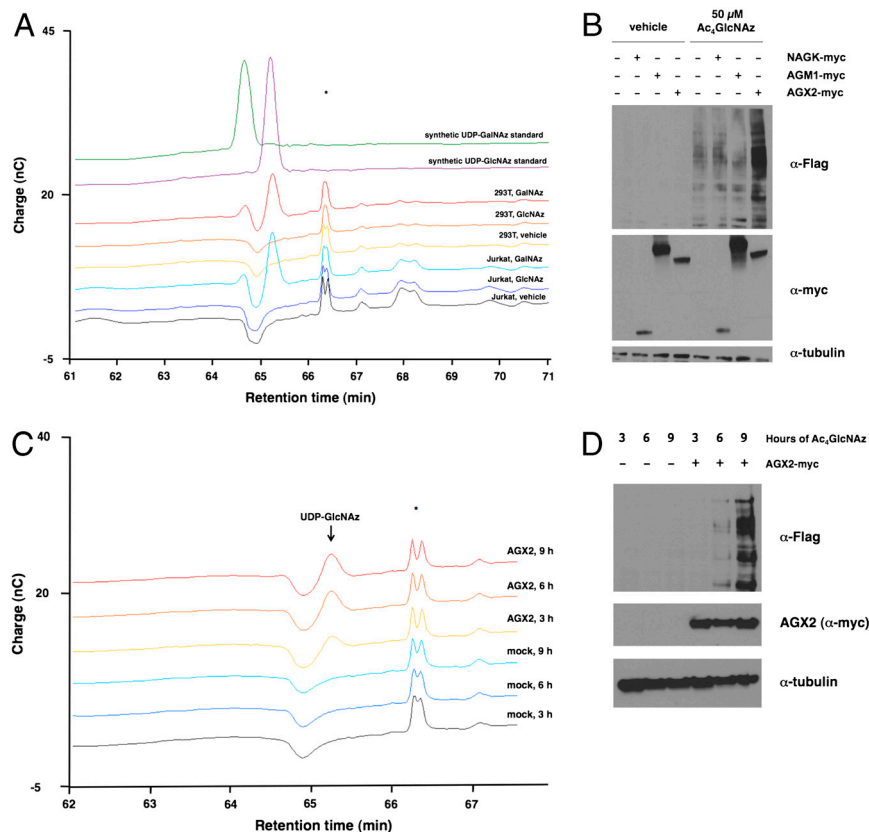 A
45
20
-5
Charge (nC)
*
synthetic UDP-GalNAz standard
synthetic UDP-GlcNAz standard
293T, GalNAz
293T, GlcNAz
293T, vehicle
Jurkat, GalNAz
Jurkat, GlcNAz
Jurkat, vehicle
61 62 63 64 65 66 67 68 69 70 71
Retention time (min)
B
vehicle
50 µM
Ac₄GlcNAz
– + – – – + – – NAGK-myc
– – + – – – + – AGM1-myc
– – – + – – – + AGX2-myc
α-Flag
α-myc
α-tubulin
C
40
20
-5
Charge (nC)
UDP-GlcNAz
*
AGX2, 9 h
AGX2, 6 h
AGX2, 3 h
mock, 9 h
mock, 6 h
mock, 3 h
62 63 64 65 66 67
Retention time (min)
D
3 6 9 3 6 9 Hours of Ac₄GlcNAz
– – – + + + AGX2-myc
α-Flag
AGX2 (α-myc)
α-tubulin